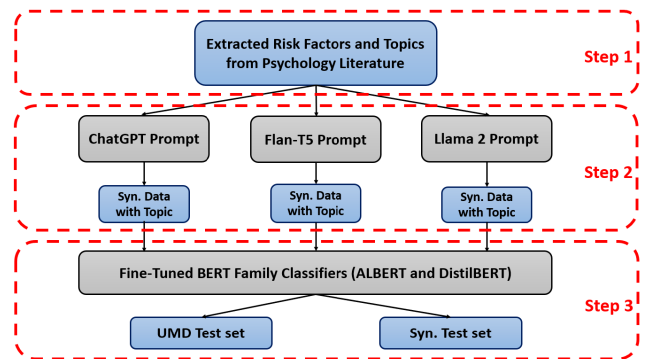 Extracted Risk Factors and Topics
from Psychology Literature
Step 1
ChatGPT Prompt
Flan-T5 Prompt
Llama 2 Prompt
Step 2
Syn. Data
with Topic
Syn. Data
with Topic
Syn. Data
with Topic
Fine-Tuned BERT Family Classifiers (ALBERT and DistilBERT)
Step 3
UMD Test set
Syn. Test set